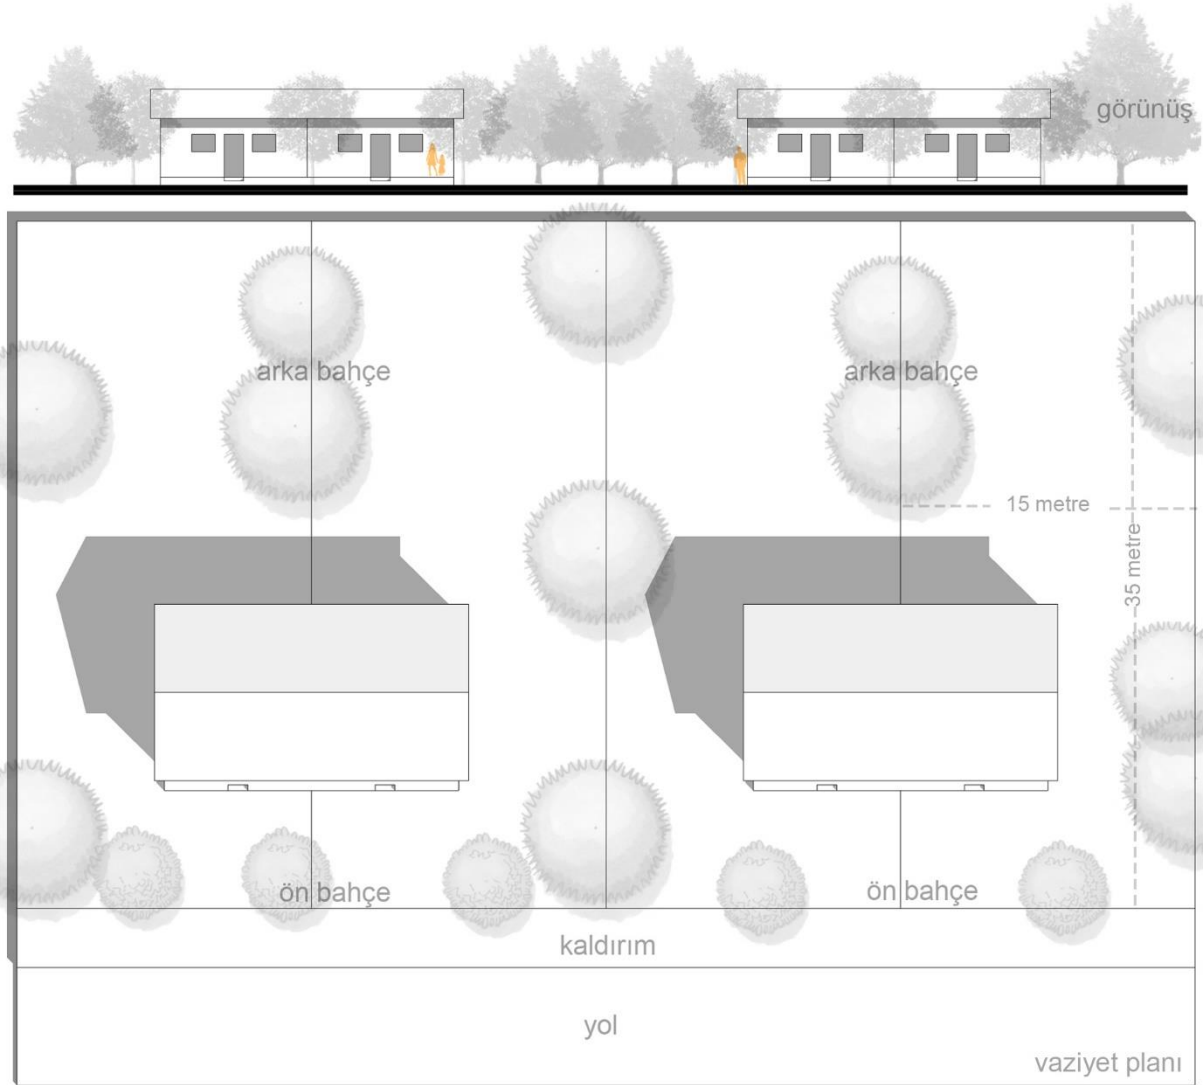 görünüş
arka bahçe
arka bahçe
15 metre
35 metre
ön bahçe
ön bahçe
kaldırım
yol
vaziyet planı